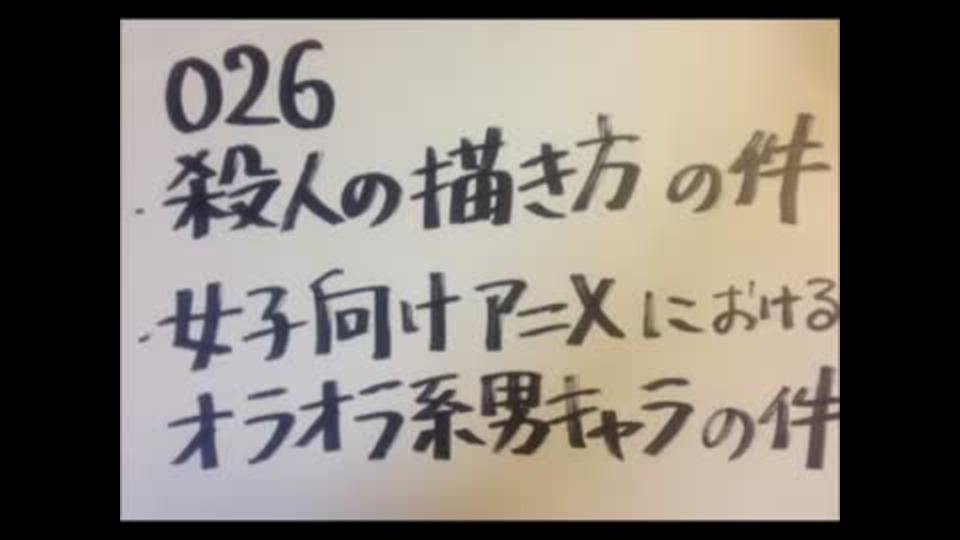 026
・殺人の描き方の件
・女子向けアニメにおける
オラオラ系男キャラの件